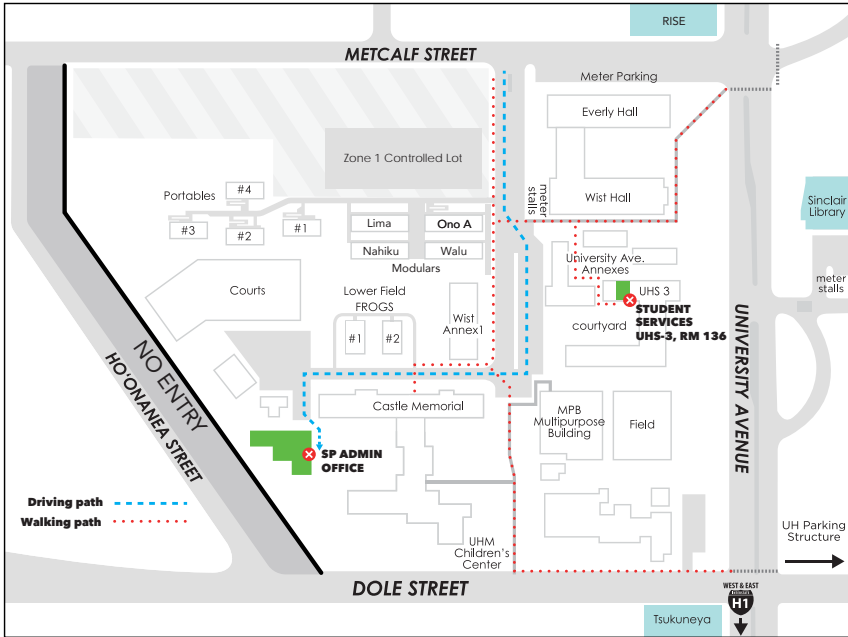 RISE
METCALF STREET
Meter Parking
Everly Hall
Zone 1 Controlled Lot
meter
stalls
Wist Hall
Sinclair
Library
Portables
#4
#3
#2
#1
Lima
Ono A
Nahiku
Walu
Modulars
University Ave.
Annexes
meter
stalls
Courts
Lower Field
FROGS
#1
#2
Wist
Annex1
UHS 3
STUDENT
SERVICES
UHS-3, RM 136
courtyard
UNIVERSITY AVENUE
NO ENTRY
HO'ONANEA STREET
Castle Memorial
MPB
Multipurpose
Building
Field
SP ADMIN
OFFICE
Driving path
Walking path
UHM
Children's
Center
UH Parking
Structure
DOLE STREET
WEST & EAST
INTERSTATE
H1
Tsukuneya